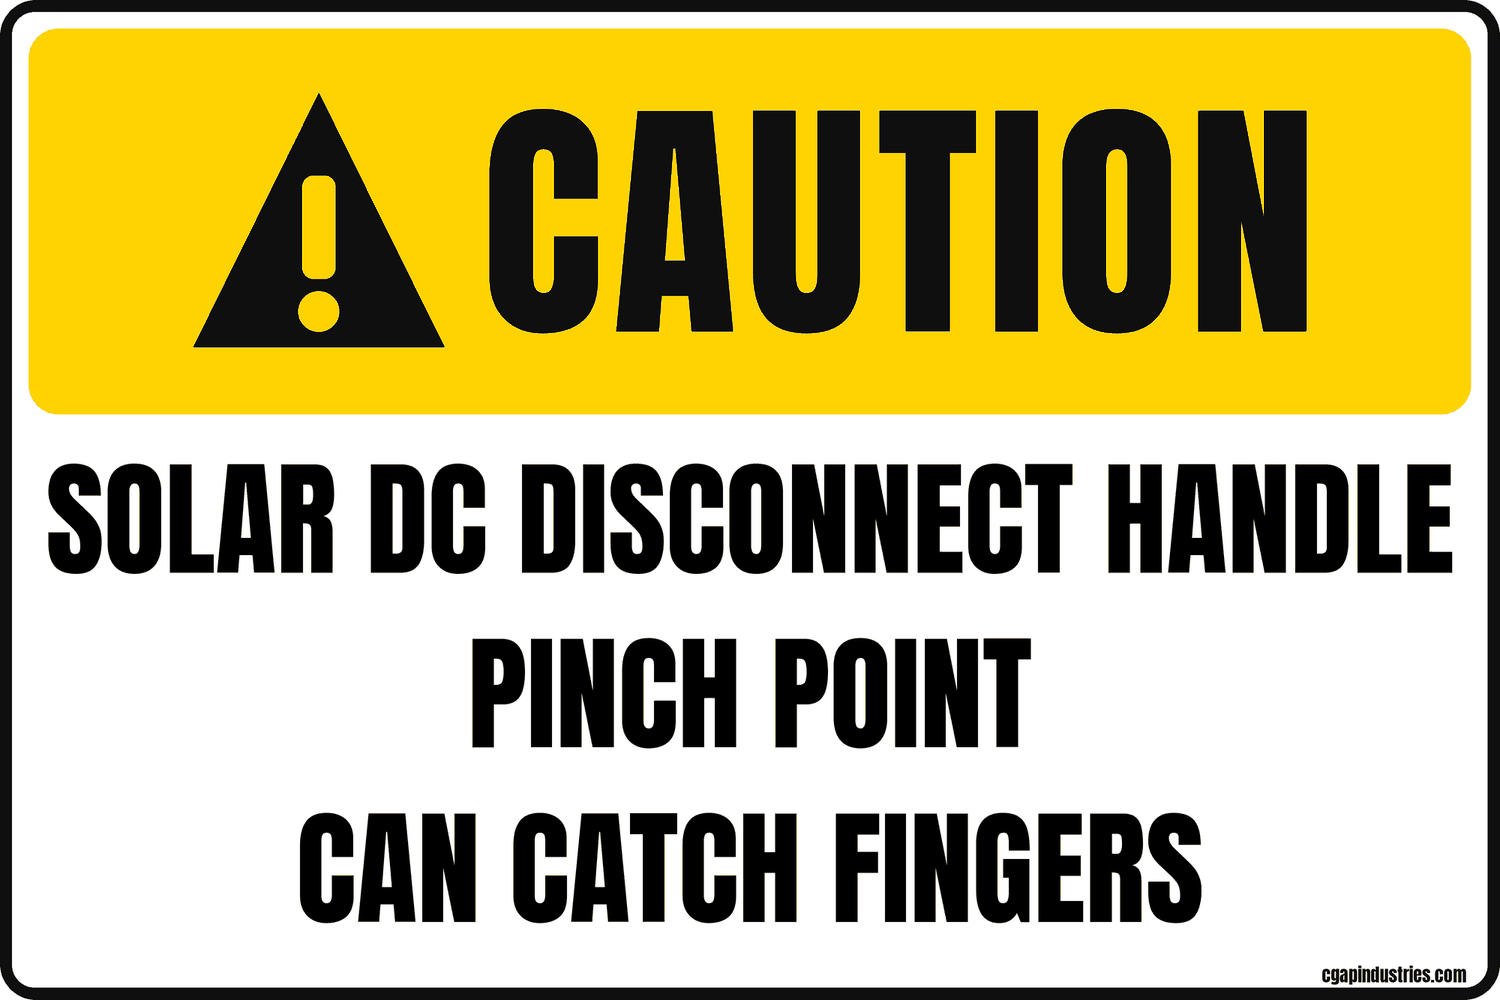 CAUTION
SOLAR DC DISCONNECT HANDLE
PINCH POINT
CAN CATCH FINGERS
cgapindustries.com